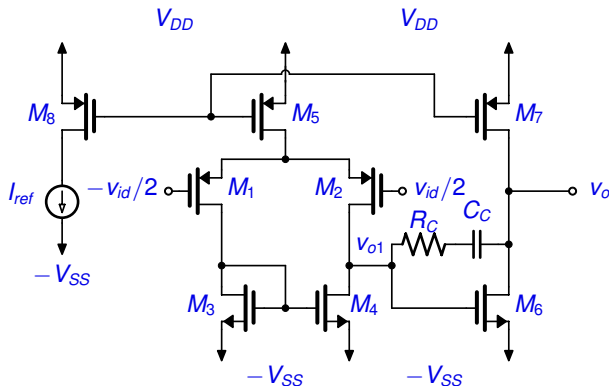 V_DD V_DD
M_8 M_5 M_7
I_ref −v_id/2 M_1 M_2 v_id/2 v_o
R_C C_C
v_o1
−V_SS
M_3 M_4 M_6
−V_SS −V_SS